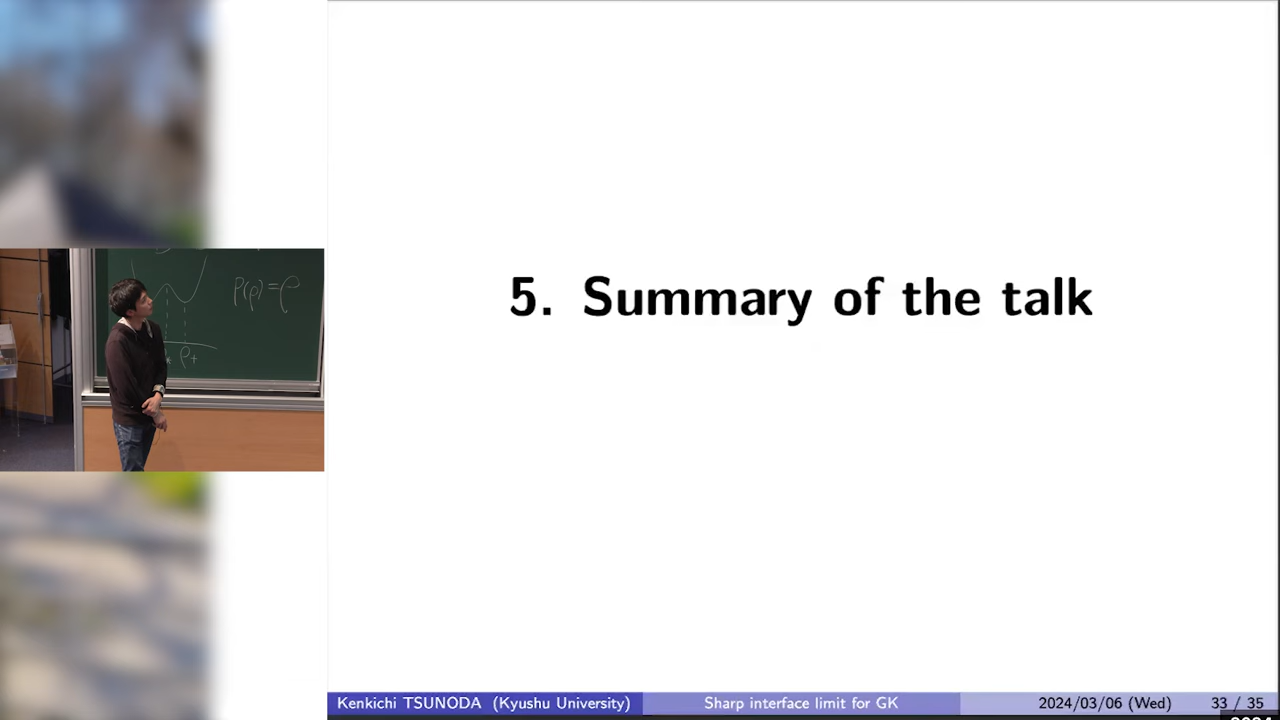 P(ρ)=ρ
ρ+
5. Summary of the talk
Kenkichi TSUNODA (Kyushu University)
Sharp interface limit for GK
2024/03/06 (Wed)
33 / 35